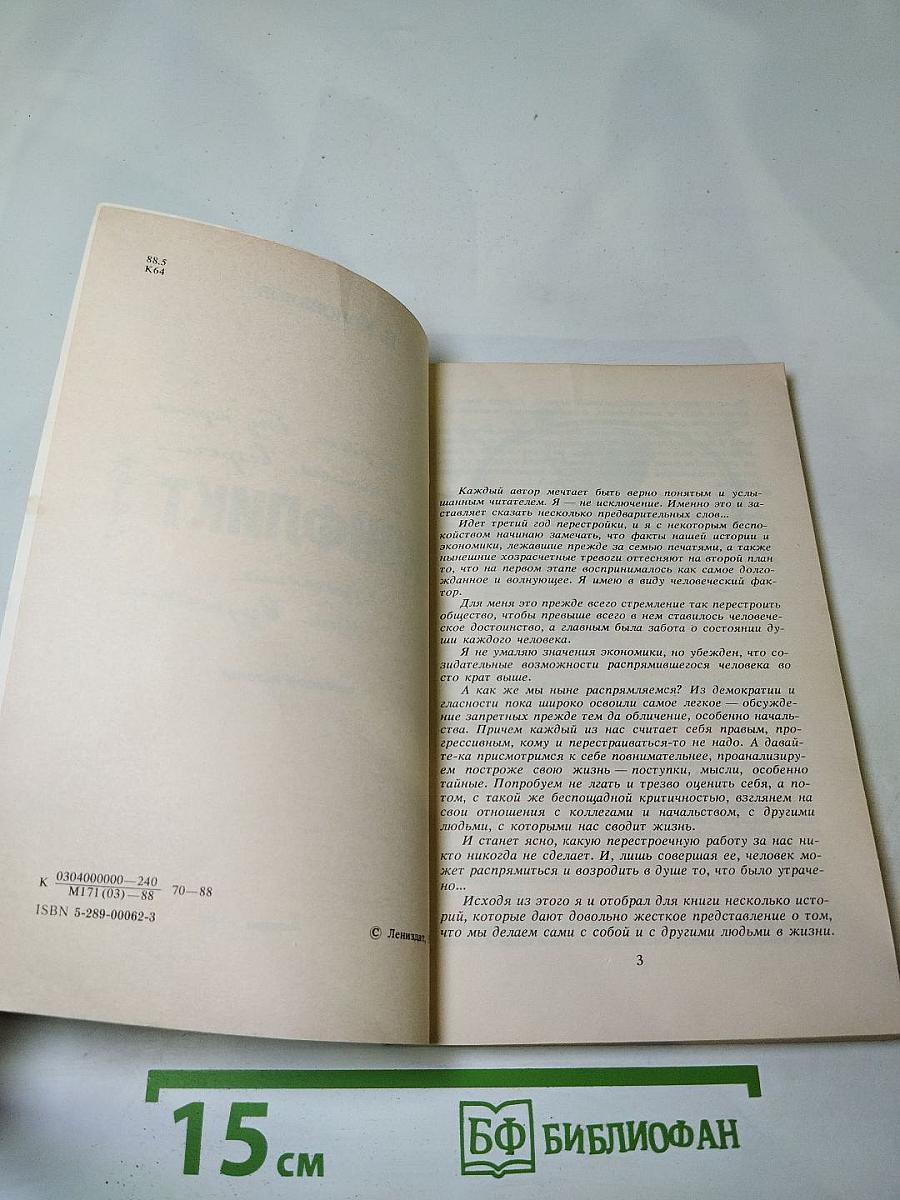 88.5
К64
К 0304000000—240 70—88
М171(03)—88
ISBN 5-289-00062-3
© Лениздат,
Каждый автор мечтает быть верно понятым и услы-
шанным читателем. Я — не исключение. Именно это и за-
ставляет сказать несколько предварительных слов...
Идет третий год перестройки, и я с некоторым беспо-
койством начинаю замечать, что факты нашей истории и
экономики, лежавшие прежде за семью печатями, а также
нынешние хозрасчетные тревоги оттесняют на второй план
то, что на первом этапе воспринималось как самое долго-
жданное и волнующее. Я имею в виду человеческий фак-
тор.
Для меня это прежде всего стремление так перестроить
общество, чтобы превыше всего в нем ставилось человече-
ское достоинство, а главным была забота о состоянии ду-
ши каждого человека.
Я не умаляю значения экономики, но убежден, что со-
зидательные возможности распрямившегося человека во
сто крат выше.
А как же мы ныне распрямляемся? Из демократии и
гласности пока широко освоили самое легкое — обсужде-
ние запретных прежде тем да обличение, особенно началь-
ства. Причем каждый из нас считает себя правым, про-
грессивным, кому и перестраиваться-то не надо. А давай-
те-ка присмотримся к себе повнимательнее, проанализиру-
ем построже свою жизнь — поступки, мысли, особенно
тайные. Попробуем не лгать и трезво оценить себя, а по-
том, с такой же беспощадной критичностью, взглянем на
свои отношения с коллегами и начальством, с другими
людьми, с которыми нас сводит жизнь.
И станет ясно, какую перестроечную работу за нас ни-
кто никогда не сделает. И, лишь совершая ее, человек мо-
жет распрямиться и возродить в душе то, что было утраче-
но...
Исходя из этого я и отобрал для книги несколько исто-
рий, которые дают довольно жесткое представление о том,
что мы делаем сами с собой и с другими людьми в жизни.
3
15 см
БФ БИБЛИОФАН